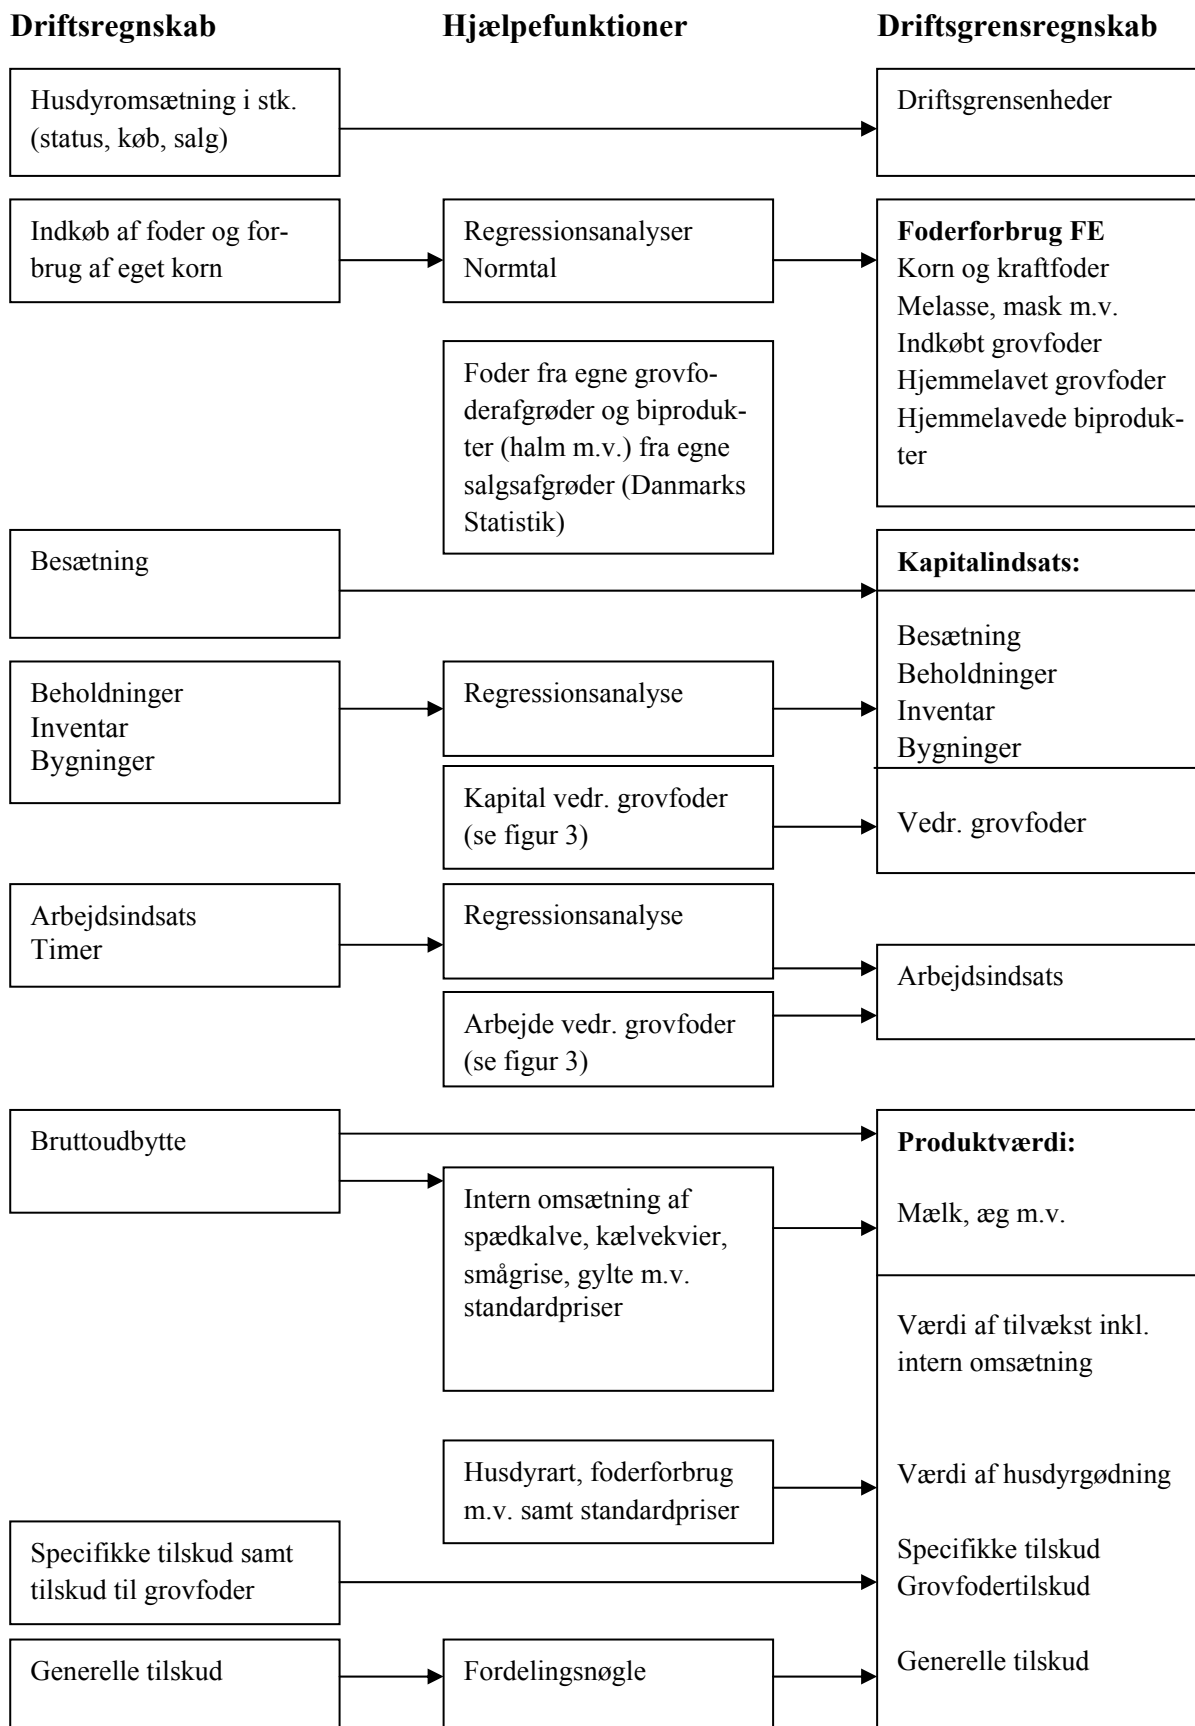 Driftsregnskab
Hjælpefunktioner
Driftsgrensregnskab
Husdyromsætning i stk.
(status, køb, salg)
Driftsgrensenheder
Indkøb af foder og for-
brug af eget korn
Regressionsanalyser
Normtal
Foderforbrug FE
Korn og kraftfoder
Melasse, mask m.v.
Indkøbt grovfoder
Hjemmelavet grovfoder
Hjemmelavede biproduk-
ter
Foder fra egne grovfo-
derafgrøder og biproduk-
ter (halm m.v.) fra egne
salgsafgrøder (Danmarks
Statistik)
Besætning
Kapitalindsats:
Besætning
Beholdninger
Inventar
Bygninger
Beholdninger
Inventar
Bygninger
Regressionsanalyse
Kapital vedr. grovfoder
(se figur 3)
Vedr. grovfoder
Arbejdsindsats
Timer
Regressionsanalyse
Arbejdsindsats
Arbejde vedr. grovfoder
(se figur 3)
Bruttoudbytte
Produktværdi:
Mælk, æg m.v.
Intern omsætning af
spædkalve, kælvekvier,
smågrise, gylte m.v.
standardpriser
Værdi af tilvækst inkl.
intern omsætning
Husdyrart, foderforbrug
m.v. samt standardpriser
Værdi af husdyrgødning
Specifikke tilskud samt
tilskud til grovfoder
Specifikke tilskud
Grovfodertilskud
Generelle tilskud
Fordelingsnøgle
Generelle tilskud